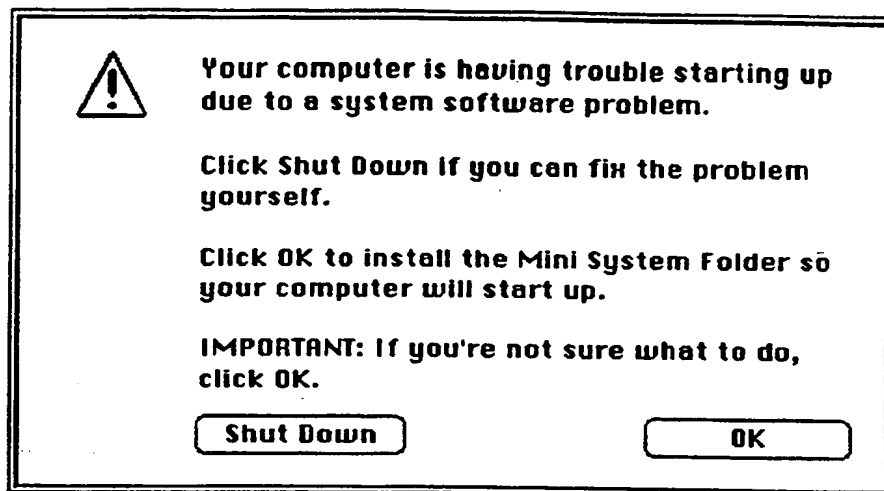 Your computer is having trouble starting up
due to a system software problem.
Click Shut Down if you can fix the problem
yourself.
Click OK to install the Mini System Folder so
your computer will start up.
IMPORTANT: If you're not sure what to do,
click OK.
Shut Down
OK